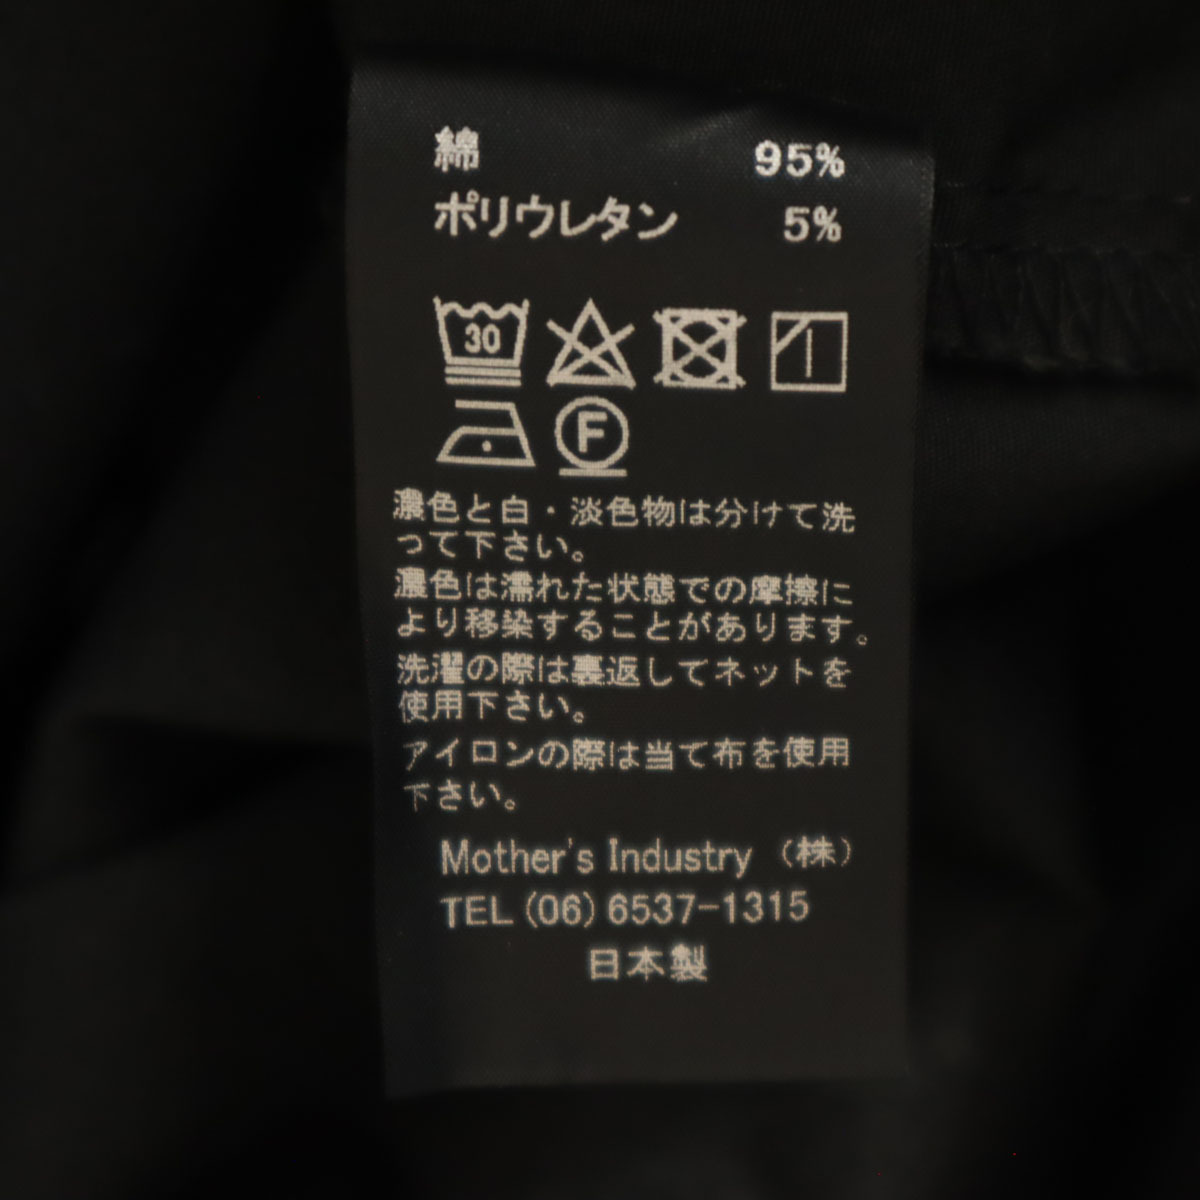 綿 95%
ポリウレタン 5%
30
F
濃色と白・淡色物は分けて洗
って下さい。
濃色は濡れた状態での摩擦に
より移染することがあります。
洗濯の際は裏返してネットを
使用下さい。
アイロンの際は当て布を使用
下さい。
Mother's Industry (株)
TEL(06)6537-1315
日本製